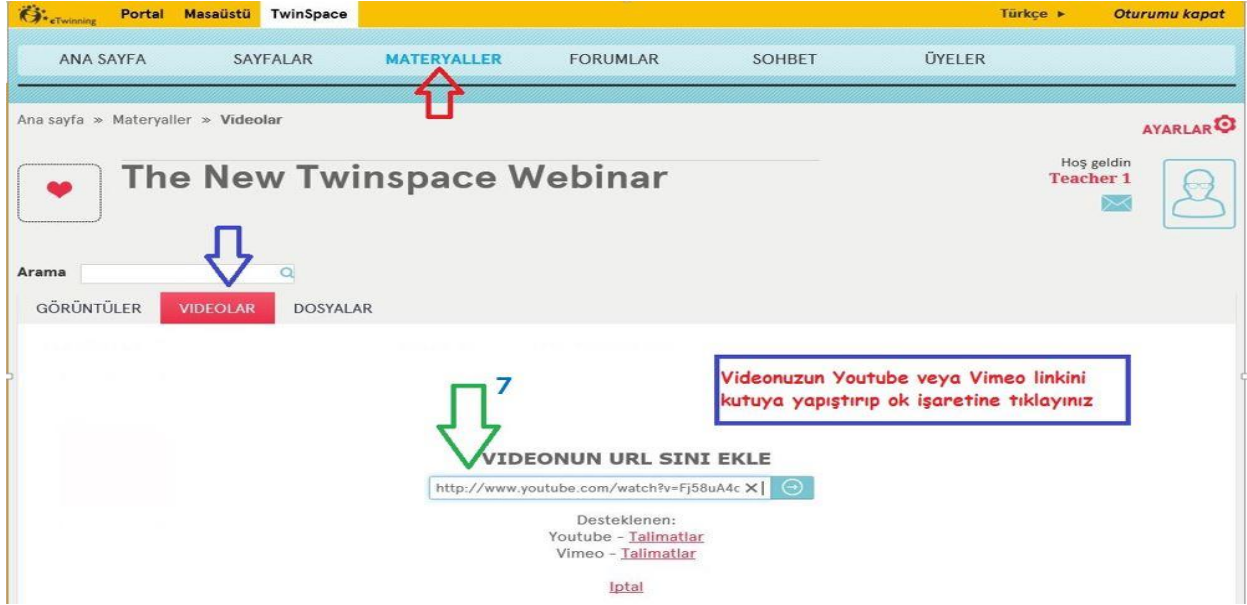 eTwinning Portal Masaüstü TwinSpace Türkçe Oturumu kapat
ANA SAYFA SAYFALAR MATERYALLER FORUMLAR SOHBET ÜYELER
Ana sayfa » Materyaller » Videolar
AYARLAR
The New Twinspace Webinar
Hoş geldin
Teacher 1
Arama
GÖRÜNTÜLER VIDEOLAR DOSYALAR
Videonuzun Youtube veya Vimeo linkini
kutuya yapıştırıp ok işaretine tıklayınız
7
VIDEONUN URL SINI EKLE
http://www.youtube.com/watch?v=Fj58uA4c
Desteklenen:
Youtube - Talimatlar
Vimeo - Talimatlar
Iptal